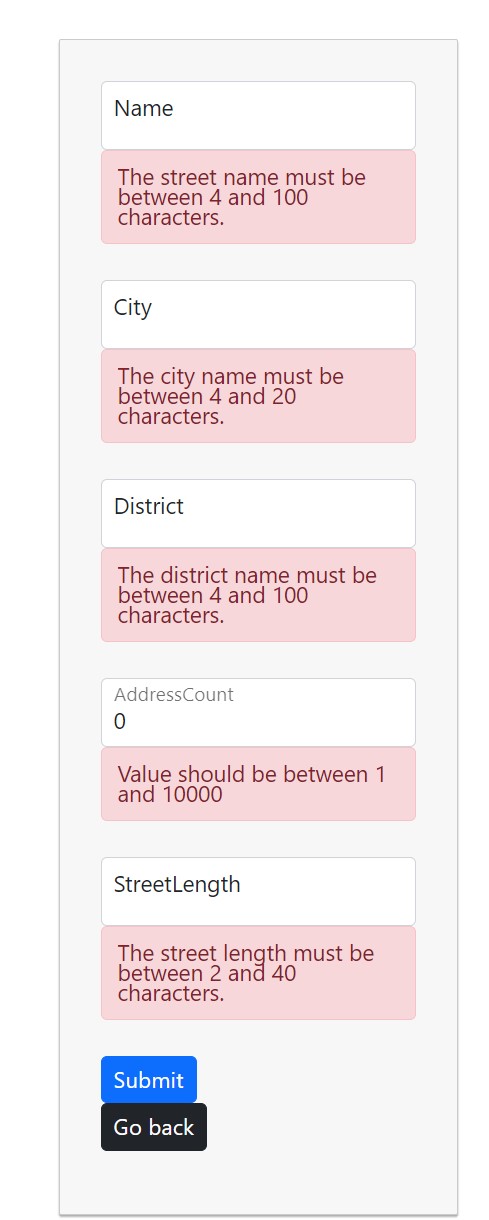 Name
The street name must be
between 4 and 100
characters.
City
The city name must be
between 4 and 20
characters.
District
The district name must be
between 4 and 100
characters.
AddressCount
0
Value should be between 1
and 10000
StreetLength
The street length must be
between 2 and 40
characters.
Submit
Go back